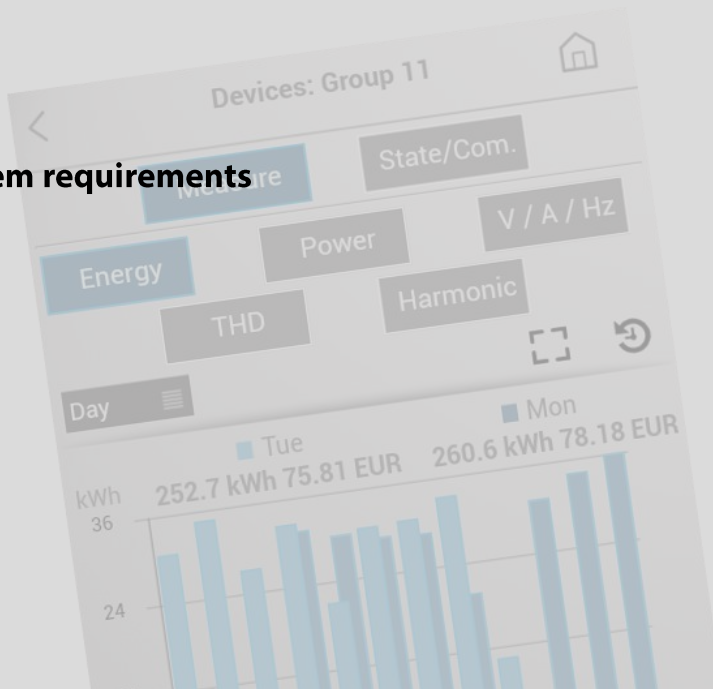 Devices: Group 11
em requirements
Measure
State/Com.
Energy
Power
V / A / Hz
THD
Harmonic
Day
Tue
Mon
kWh
252.7 kWh 75.81 EUR
260.6 kWh 78.18 EUR
36
24